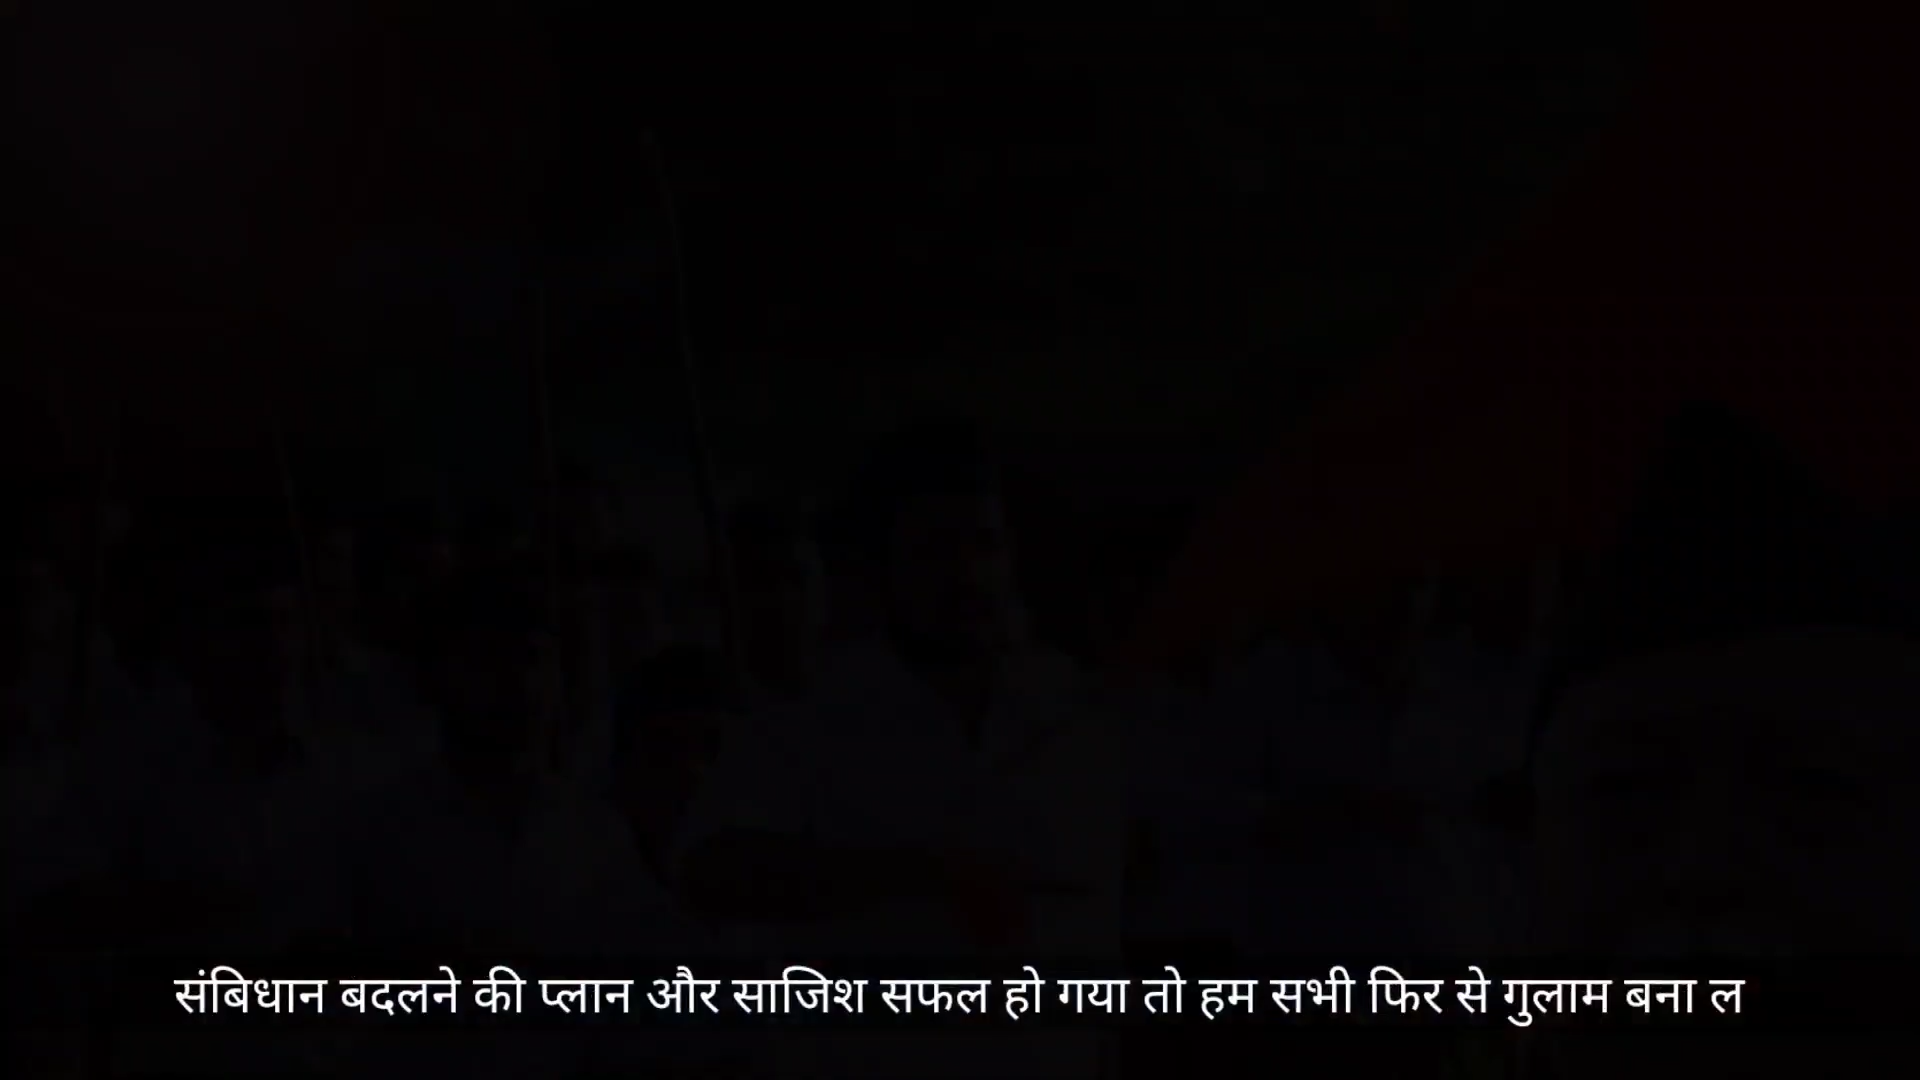 संबिधान बदलने की प्लान और साजिश सफल हो गया तो हम सभी फिर से गुलाम बना ल